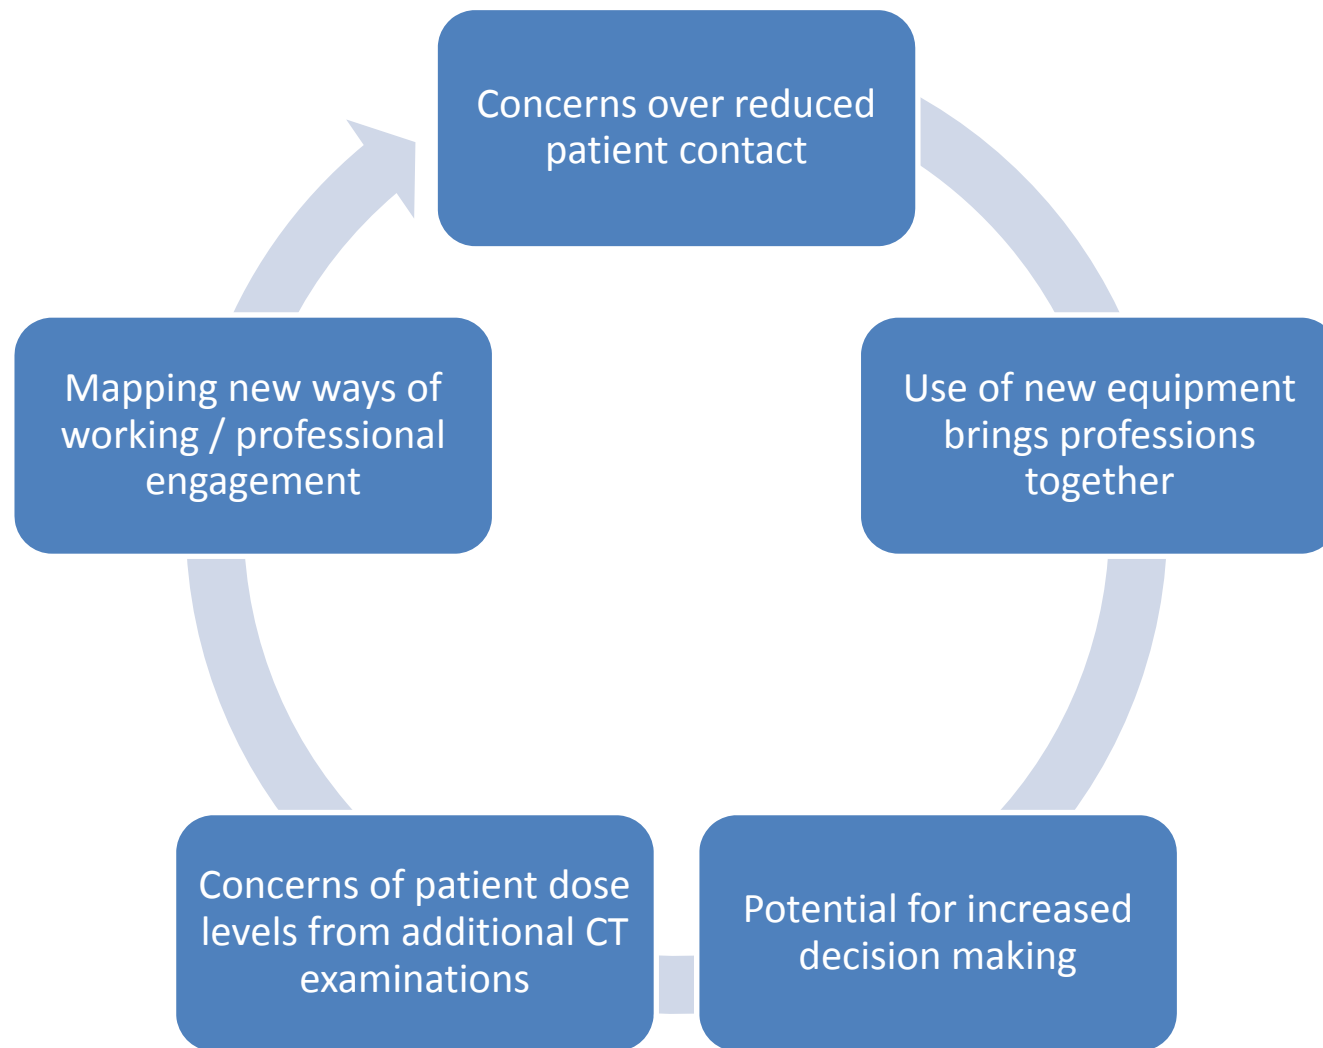 Concerns over reduced
patient contact
Use of new equipment
brings professions
together
Potential for increased
decision making
Concerns of patient dose
levels from additional CT
examinations
Mapping new ways of
working / professional
engagement